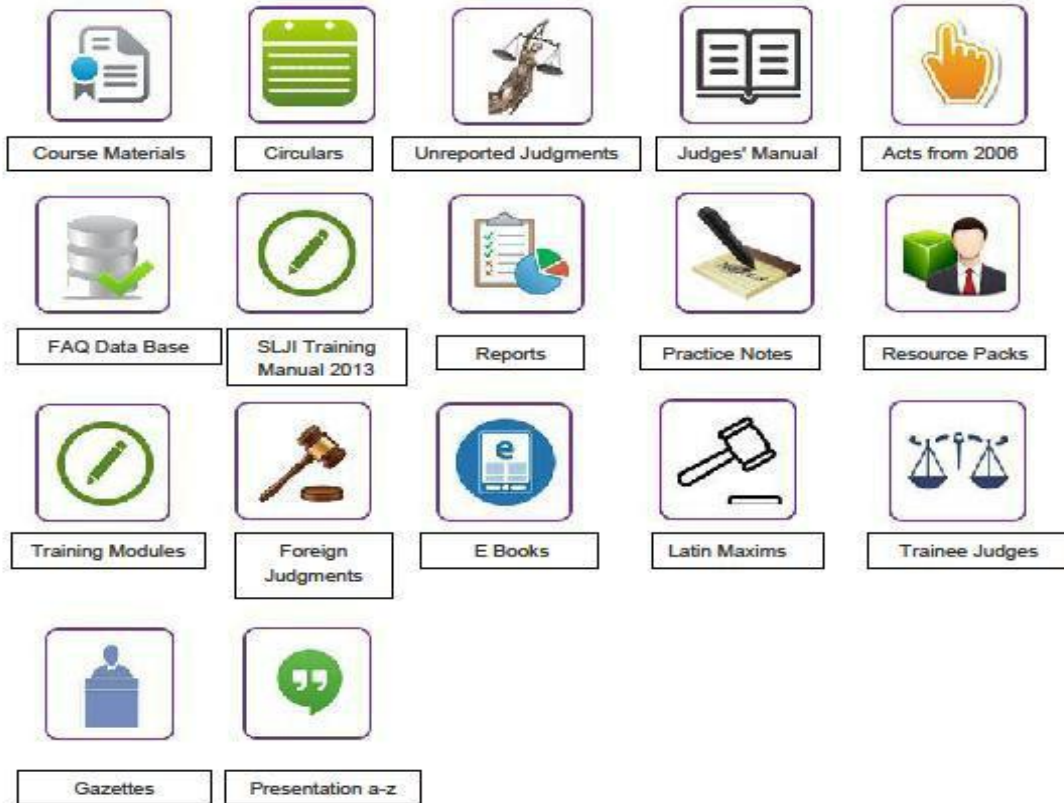 Course Materials
Circulars
Unreported Judgments
Judges' Manual
Acts from 2006
FAQ Data Base
SLJI Training
Manual 2013
Reports
Practice Notes
Resource Packs
Training Modules
Foreign
Judgments
e
E Books
Latin Maxims
Trainee Judges
Gazettes
Presentation a-z